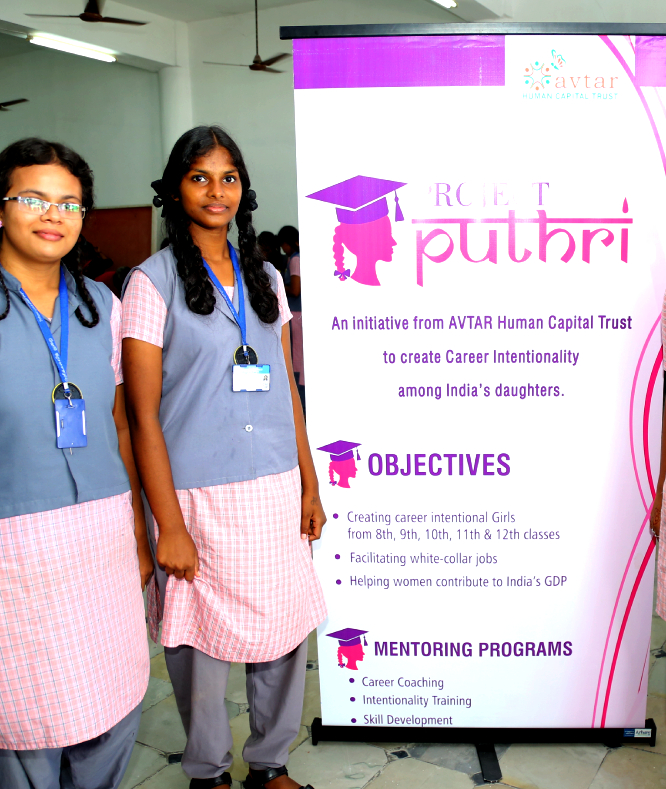 avtar
HUMAN CAPITAL TRUST
PROJECT
puthri
An initiative from AVTAR Human Capital Trust
to create Career Intentionality
among India's daughters.
OBJECTIVES
• Creating career intentional Girls
from 8th, 9th, 10th, 11th & 12th classes
• Facilitating white-collar jobs
• Helping women contribute to India's GDP
MENTORING PROGRAMS
• Career Coaching
• Intentionality Training
• Skill Development